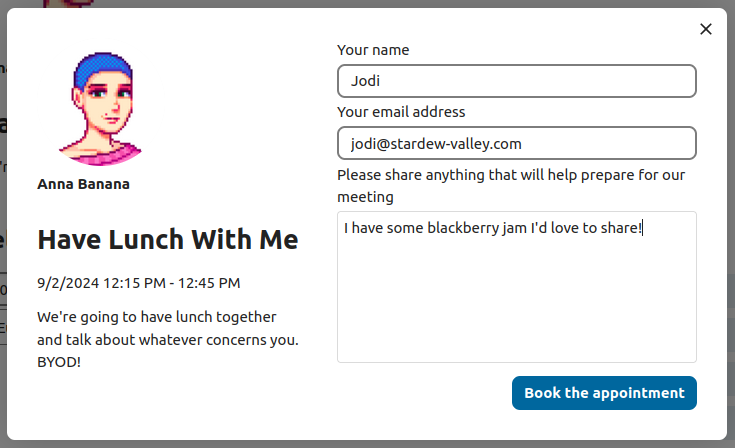 Anna Banana
Have Lunch With Me
9/2/2024 12:15 PM - 12:45 PM
We're going to have lunch together
and talk about whatever concerns you.
BYOD!
Your name
Jodi
Your email address
jodi@stardew-valley.com
Please share anything that will help prepare for our
meeting
I have some blackberry jam I'd love to share!
Book the appointment